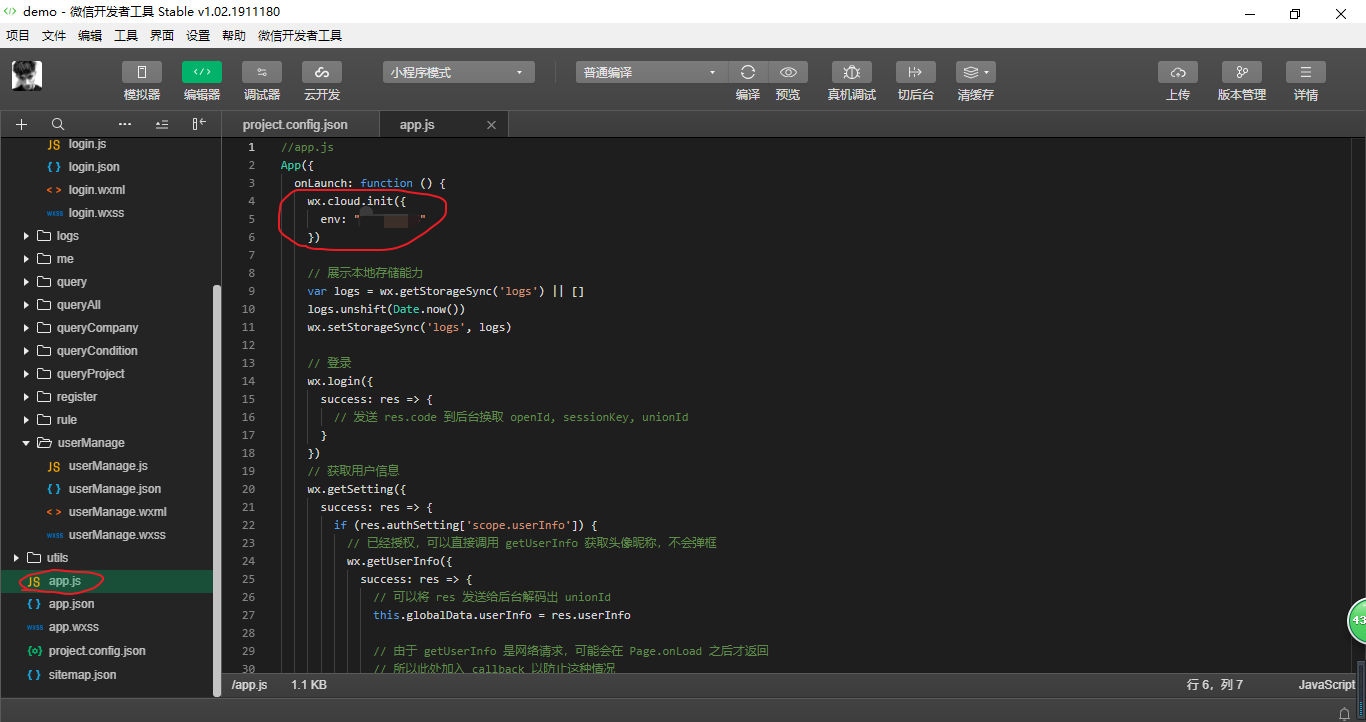 demo - 微信开发者工具 Stable v1.02.1911180
项目 文件 编辑 工具 界面 设置 帮助 微信开发者工具
小程序模式 普通编译
模拟器 编辑器 调试器 云开发 编译 预览 真机调试 切后台 清缓存 上传 版本管理 详情
project.config.json app.js
JS login.js
{ } login.json
< > login.wxml
wxss login.wxss
logs
me
query
queryAll
queryCompany
queryCondition
queryProject
register
rule
userManage
JS userManage.js
{ } userManage.json
< > userManage.wxml
wxss userManage.wxss
utils
JS app.js
{ } app.json
wxss app.wxss
{o} project.config.json
{ } sitemap.json
1 //app.js
2 App({
3 onLaunch: function () {
4 wx.cloud.init({
5 env: " "
6 })
7
8 // 展示本地存储能力
9 var logs = wx.getStorageSync('logs') || []
10 logs.unshift(Date.now())
11 wx.setStorageSync('logs', logs)
12
13 // 登录
14 wx.login({
15 success: res => {
16 // 发送 res.code 到后台换取 openId, sessionKey, unionId
17 }
18 })
19 // 获取用户信息
20 wx.getSetting({
21 success: res => {
22 if (res.authSetting['scope.userInfo']) {
23 // 已经授权，可以直接调用 getUserInfo 获取头像昵称，不会弹框
24 wx.getUserInfo({
25 success: res => {
26 // 可以将 res 发送给后台解码出 unionId
27 this.globalData.userInfo = res.userInfo
28
29 // 由于 getUserInfo 是网络请求，可能会在 Page.onLoad 之后才返回
30 // 所以此处加入 callback 以防止这种情况
/app.js 1.1 KB 行 6，列 7 JavaScript
43